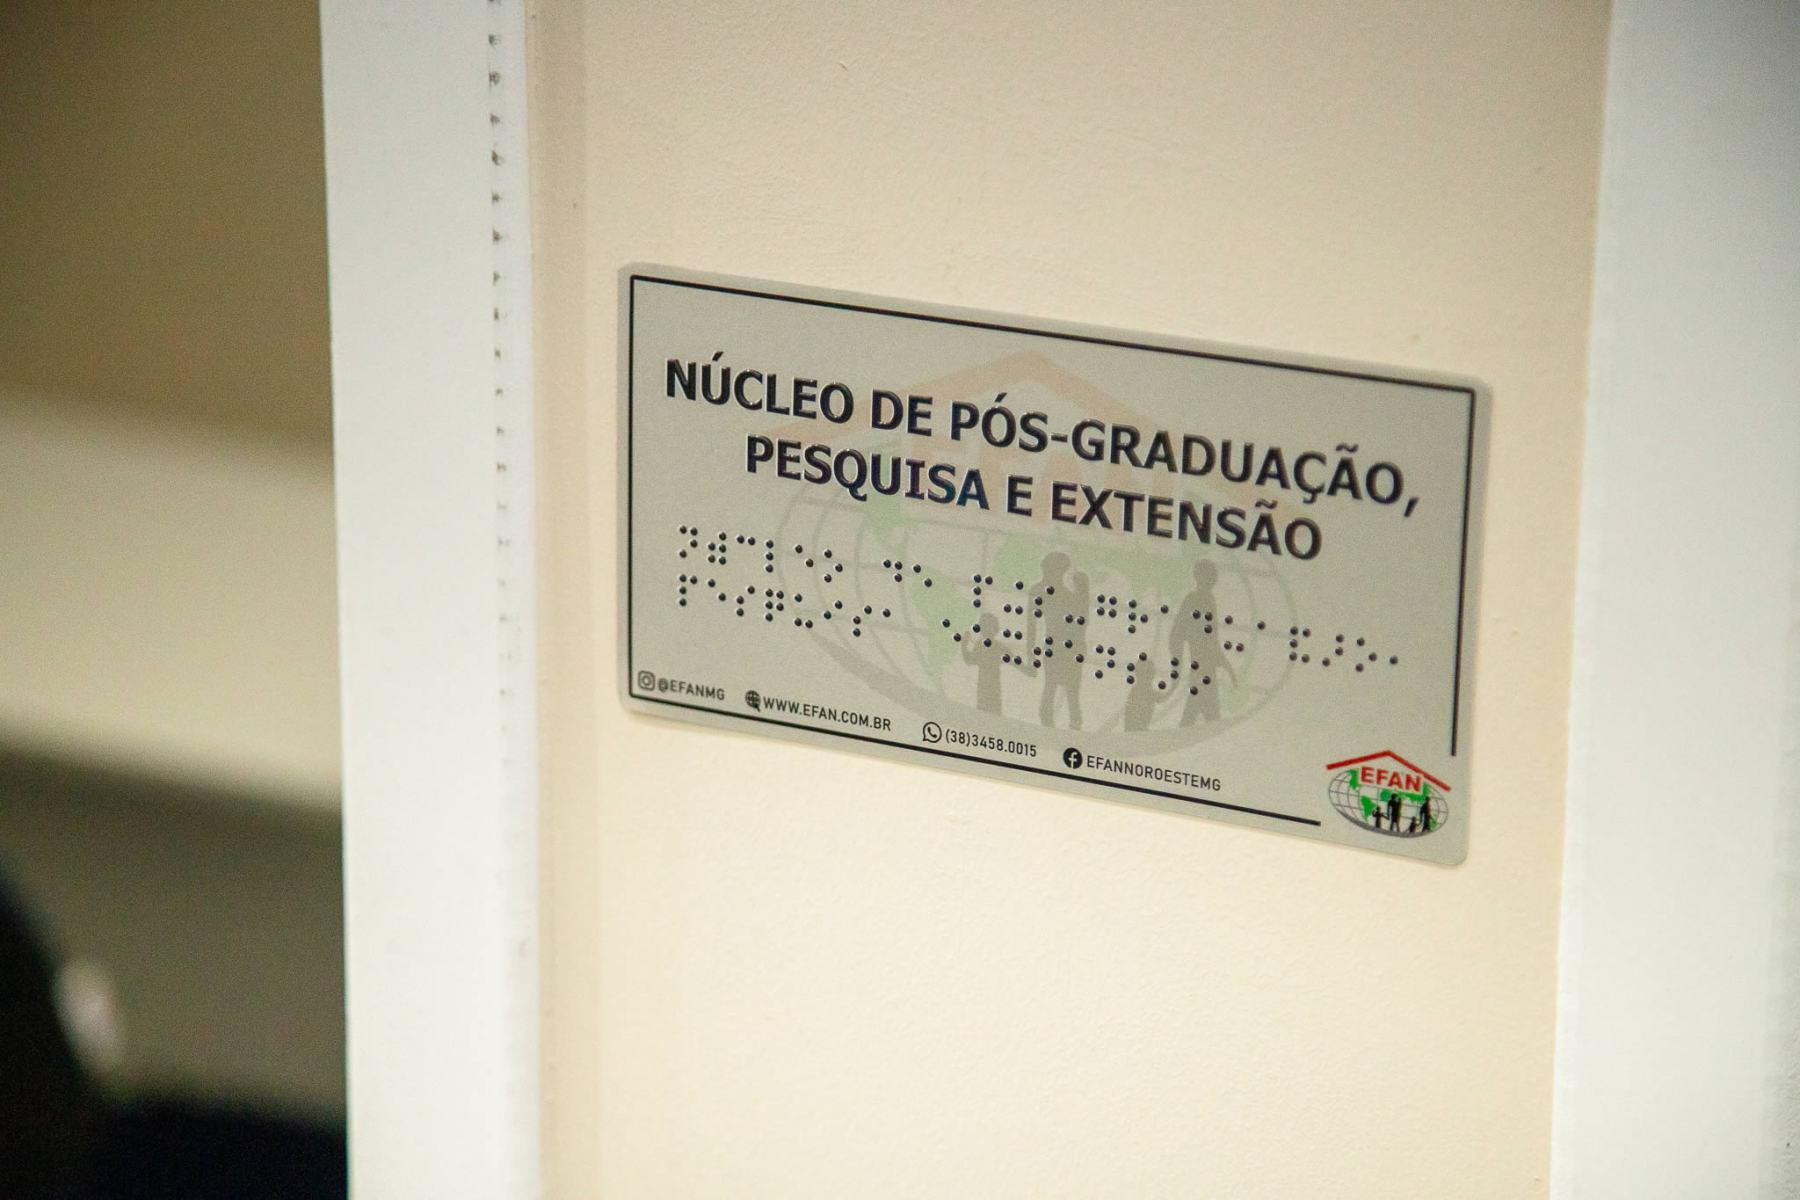 NÚCLEO DE PÓS-GRADUAÇÃO,
PESQUISA E EXTENSÃO
@EFANMG WWW.EFAN.COM.BR (38)3458.0015 EFANNOROESTEMG
EFAN